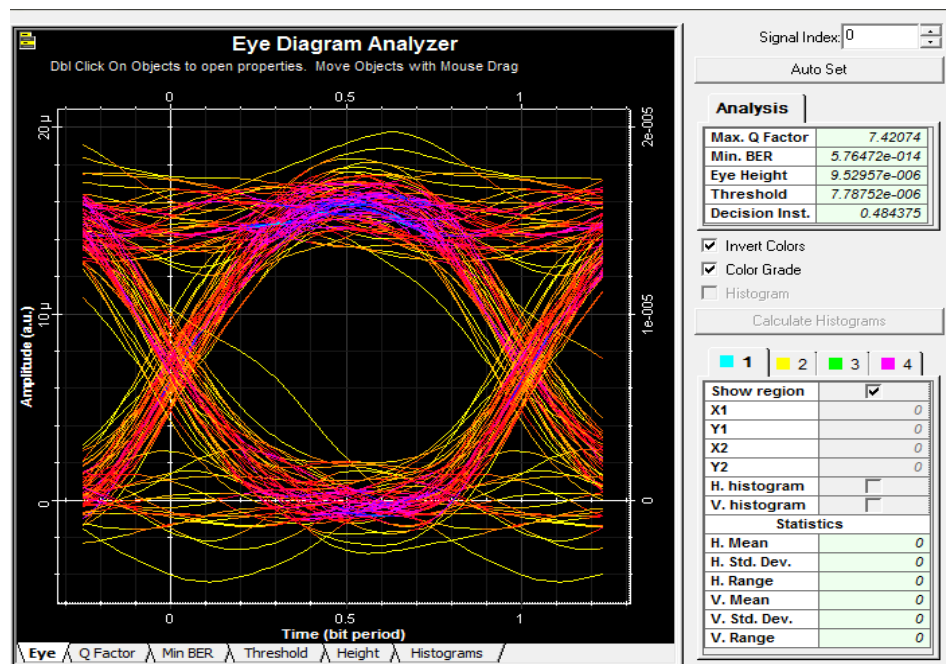 Eye Diagram Analyzer
Dbl Click On Objects to open properties. Move Objects with Mouse Drag
0 0.5 1
20 µ
10 µ
0
Amplitude (a.u.)
2e-005
1e-005
0
0 0.5 1
Time (bit period)
Eye Q Factor Min BER Threshold Height Histograms
Signal Index: 0
Auto Set
Analysis
Max. Q Factor 7.42074
Min. BER 5.76472e-014
Eye Height 9.52957e-006
Threshold 7.78752e-006
Decision Inst. 0.484375
Invert Colors
Color Grade
Histogram
Calculate Histograms
1 2 3 4
Show region
X1 0
Y1 0
X2 0
Y2 0
H. histogram
V. histogram
Statistics
H. Mean 0
H. Std. Dev. 0
H. Range 0
V. Mean 0
V. Std. Dev. 0
V. Range 0